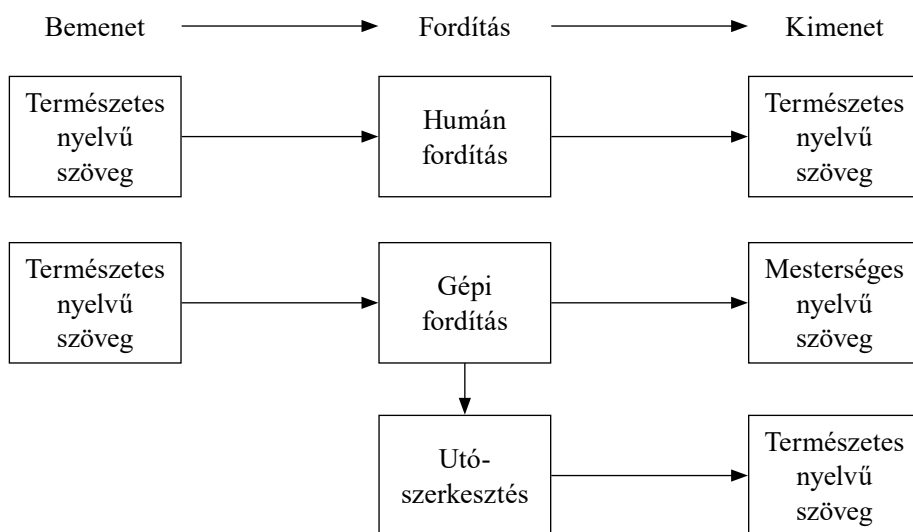 Bemenet
Fordítás
Kimenet
Természetes
nyelvű
szöveg
Humán
fordítás
Természetes
nyelvű
szöveg
Természetes
nyelvű
szöveg
Gépi
fordítás
Mesterséges
nyelvű
szöveg
Utó-
szerkesztés
Természetes
nyelvű
szöveg